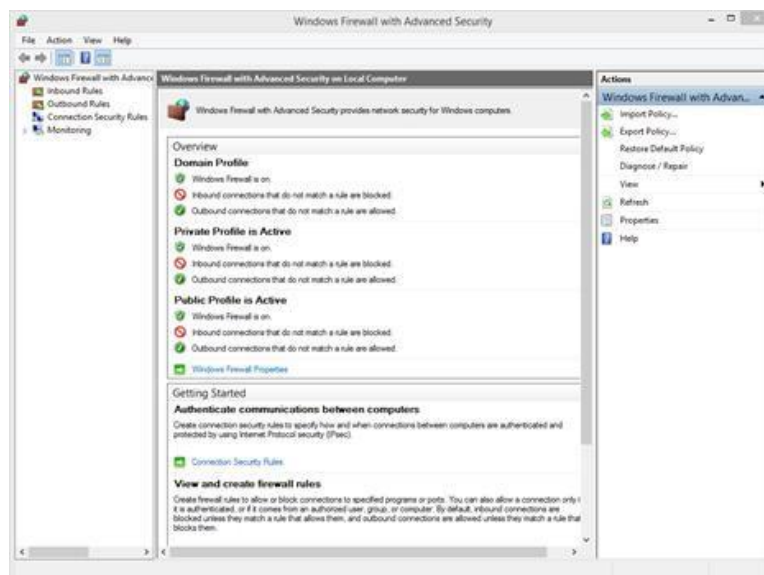 Windows Firewall with Advanced Security
File Action View Help
Windows Firewall with Advance
Inbound Rules
Outbound Rules
Connection Security Rules
Monitoring
Windows Firewall with Advanced Security on Local Computer
Windows Firewall with Advanced Security provides network security for Windows computers.
Overview
Domain Profile
Windows Firewall is on.
Inbound connections that do not match a rule are blocked.
Outbound connections that do not match a rule are allowed.
Private Profile is Active
Windows Firewall is on.
Inbound connections that do not match a rule are blocked.
Outbound connections that do not match a rule are allowed.
Public Profile is Active
Windows Firewall is on.
Inbound connections that do not match a rule are blocked.
Outbound connections that do not match a rule are allowed.
Windows Firewall Properties
Getting Started
Authenticate communications between computers
Create connection security rules to specify how and when connections between computers are authenticated and
protected by using Internet Protocol security (IPsec).
Connection Security Rules
View and create firewall rules
Create firewall rules to allow or block connections to specified programs or ports. You can also allow a connection only i
it is authenticated, or if it comes from an authorized user, group, or computer. By default, inbound connections are
blocked unless they match a rule that allows them, and outbound connections are allowed unless they match a rule that
blocks them.
Actions
Windows Firewall with Advan...
Import Policy...
Export Policy...
Restore Default Policy
Diagnose / Repair
View
Refresh
Properties
Help